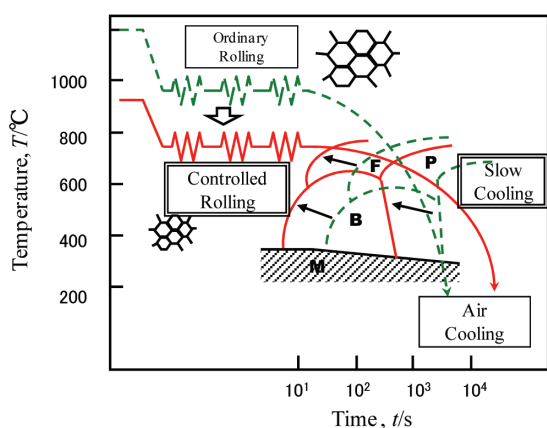 Ordinary
Rolling
1000
800
600
400
200
Temperature, T/℃
Controlled
Rolling
F
P
B
M
Slow
Cooling
Air
Cooling
10¹
10²
10³
10⁴
Time , t/s